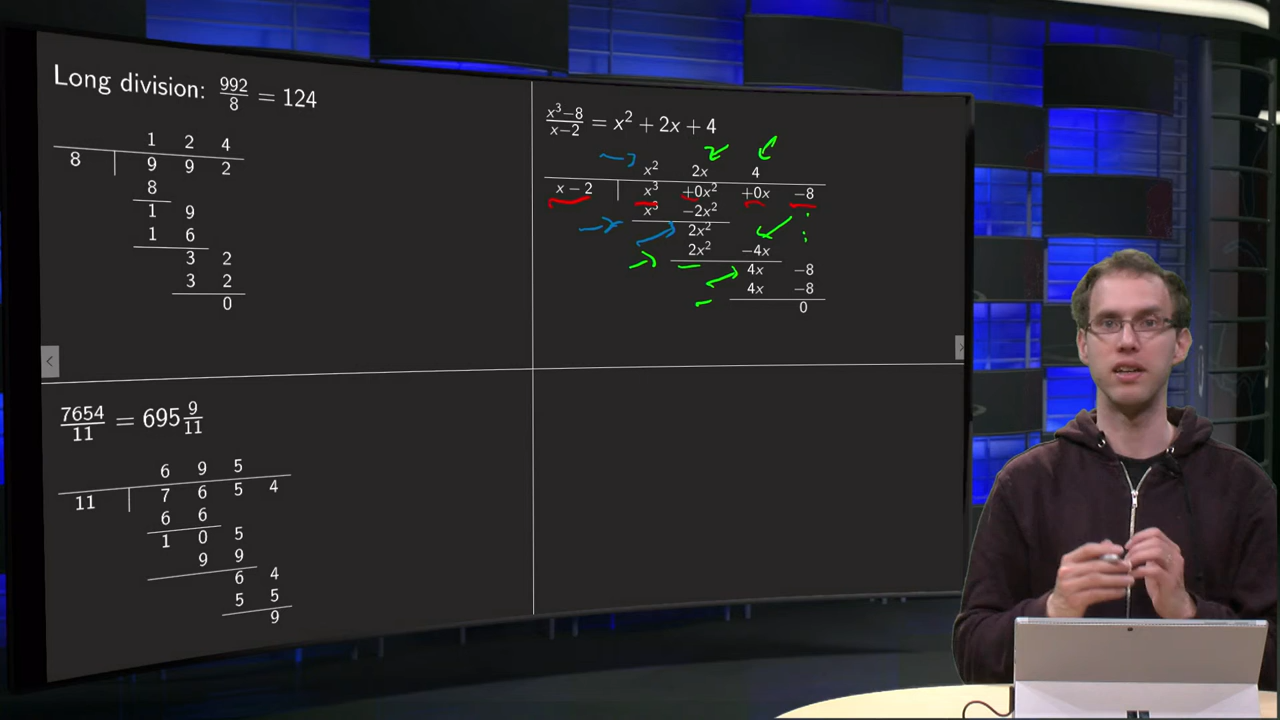 Long division: 992/8 = 124
1 2 4
8 | 9 9 2
8
1 9
1 6
3 2
3 2
0
x³−8/x−2 = x² + 2x + 4
x² 2x 4
x − 2 | x³ +0x² +0x −8
x³ −2x²
2x²
2x² −4x
4x −8
4x −8
0
7654/11 = 695 9/11
6 9 5
11 | 7 6 5 4
6 6
1 0 5
9 9
6 4
5 5
9